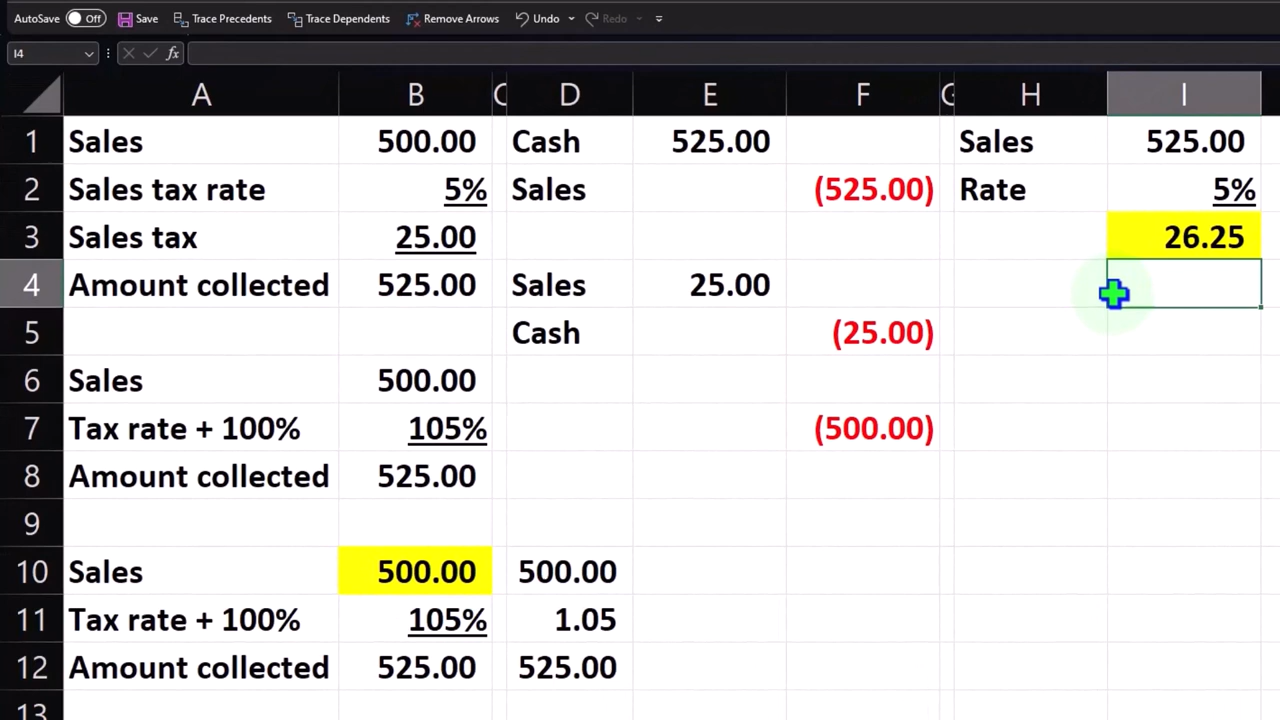 AutoSave Off Save Trace Precedents Trace Dependents Remove Arrows Undo Redo
I4 fx
A B C D E F G H I
1 Sales 500.00 Cash 525.00 Sales 525.00
2 Sales tax rate 5% Sales (525.00) Rate 5%
3 Sales tax 25.00 26.25
4 Amount collected 525.00 Sales 25.00
5 Cash (25.00)
6 Sales 500.00
7 Tax rate + 100% 105% (500.00)
8 Amount collected 525.00
9
10 Sales 500.00 500.00
11 Tax rate + 100% 105% 1.05
12 Amount collected 525.00 525.00
13